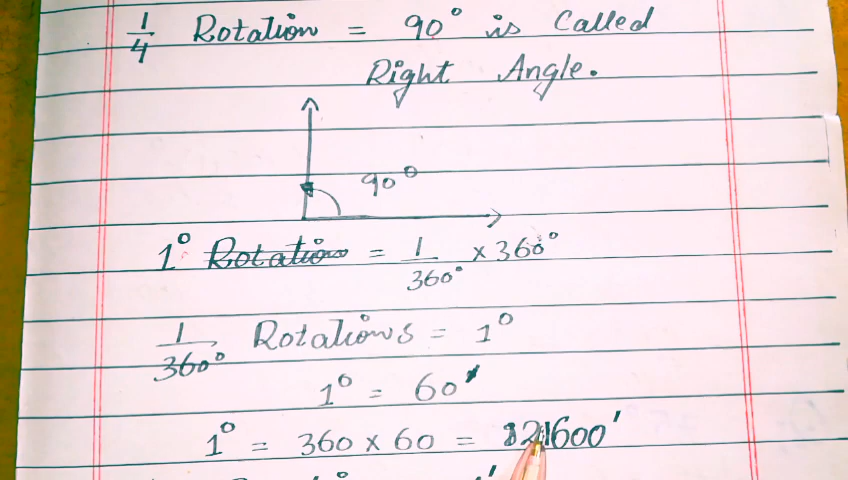 1/4 Rotation = 90° is Called
Right Angle.
90°
1° Rotation = 1/360° x 360°
1/360° Rotations = 1°
1° = 60'
1° = 360 x 60 = 21600'